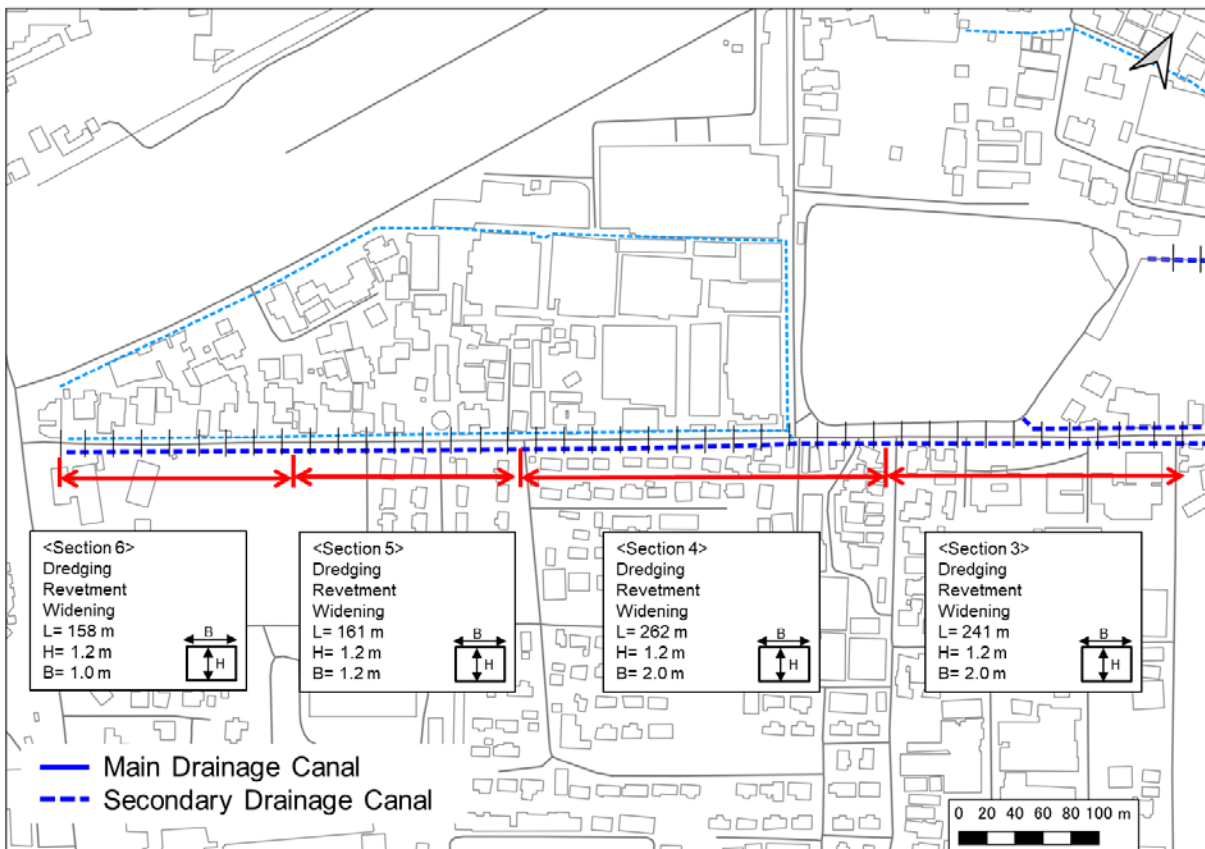 <Section 6>
Dredging
Revetment
Widening
L= 158 m
H= 1.2 m
B= 1.0 m
B
H
<Section 5>
Dredging
Revetment
Widening
L= 161 m
H= 1.2 m
B= 1.2 m
B
H
<Section 4>
Dredging
Revetment
Widening
L= 262 m
H= 1.2 m
B= 2.0 m
B
H
<Section 3>
Dredging
Revetment
Widening
L= 241 m
H= 1.2 m
B= 2.0 m
B
H
Main Drainage Canal
Secondary Drainage Canal
0 20 40 60 80 100 m